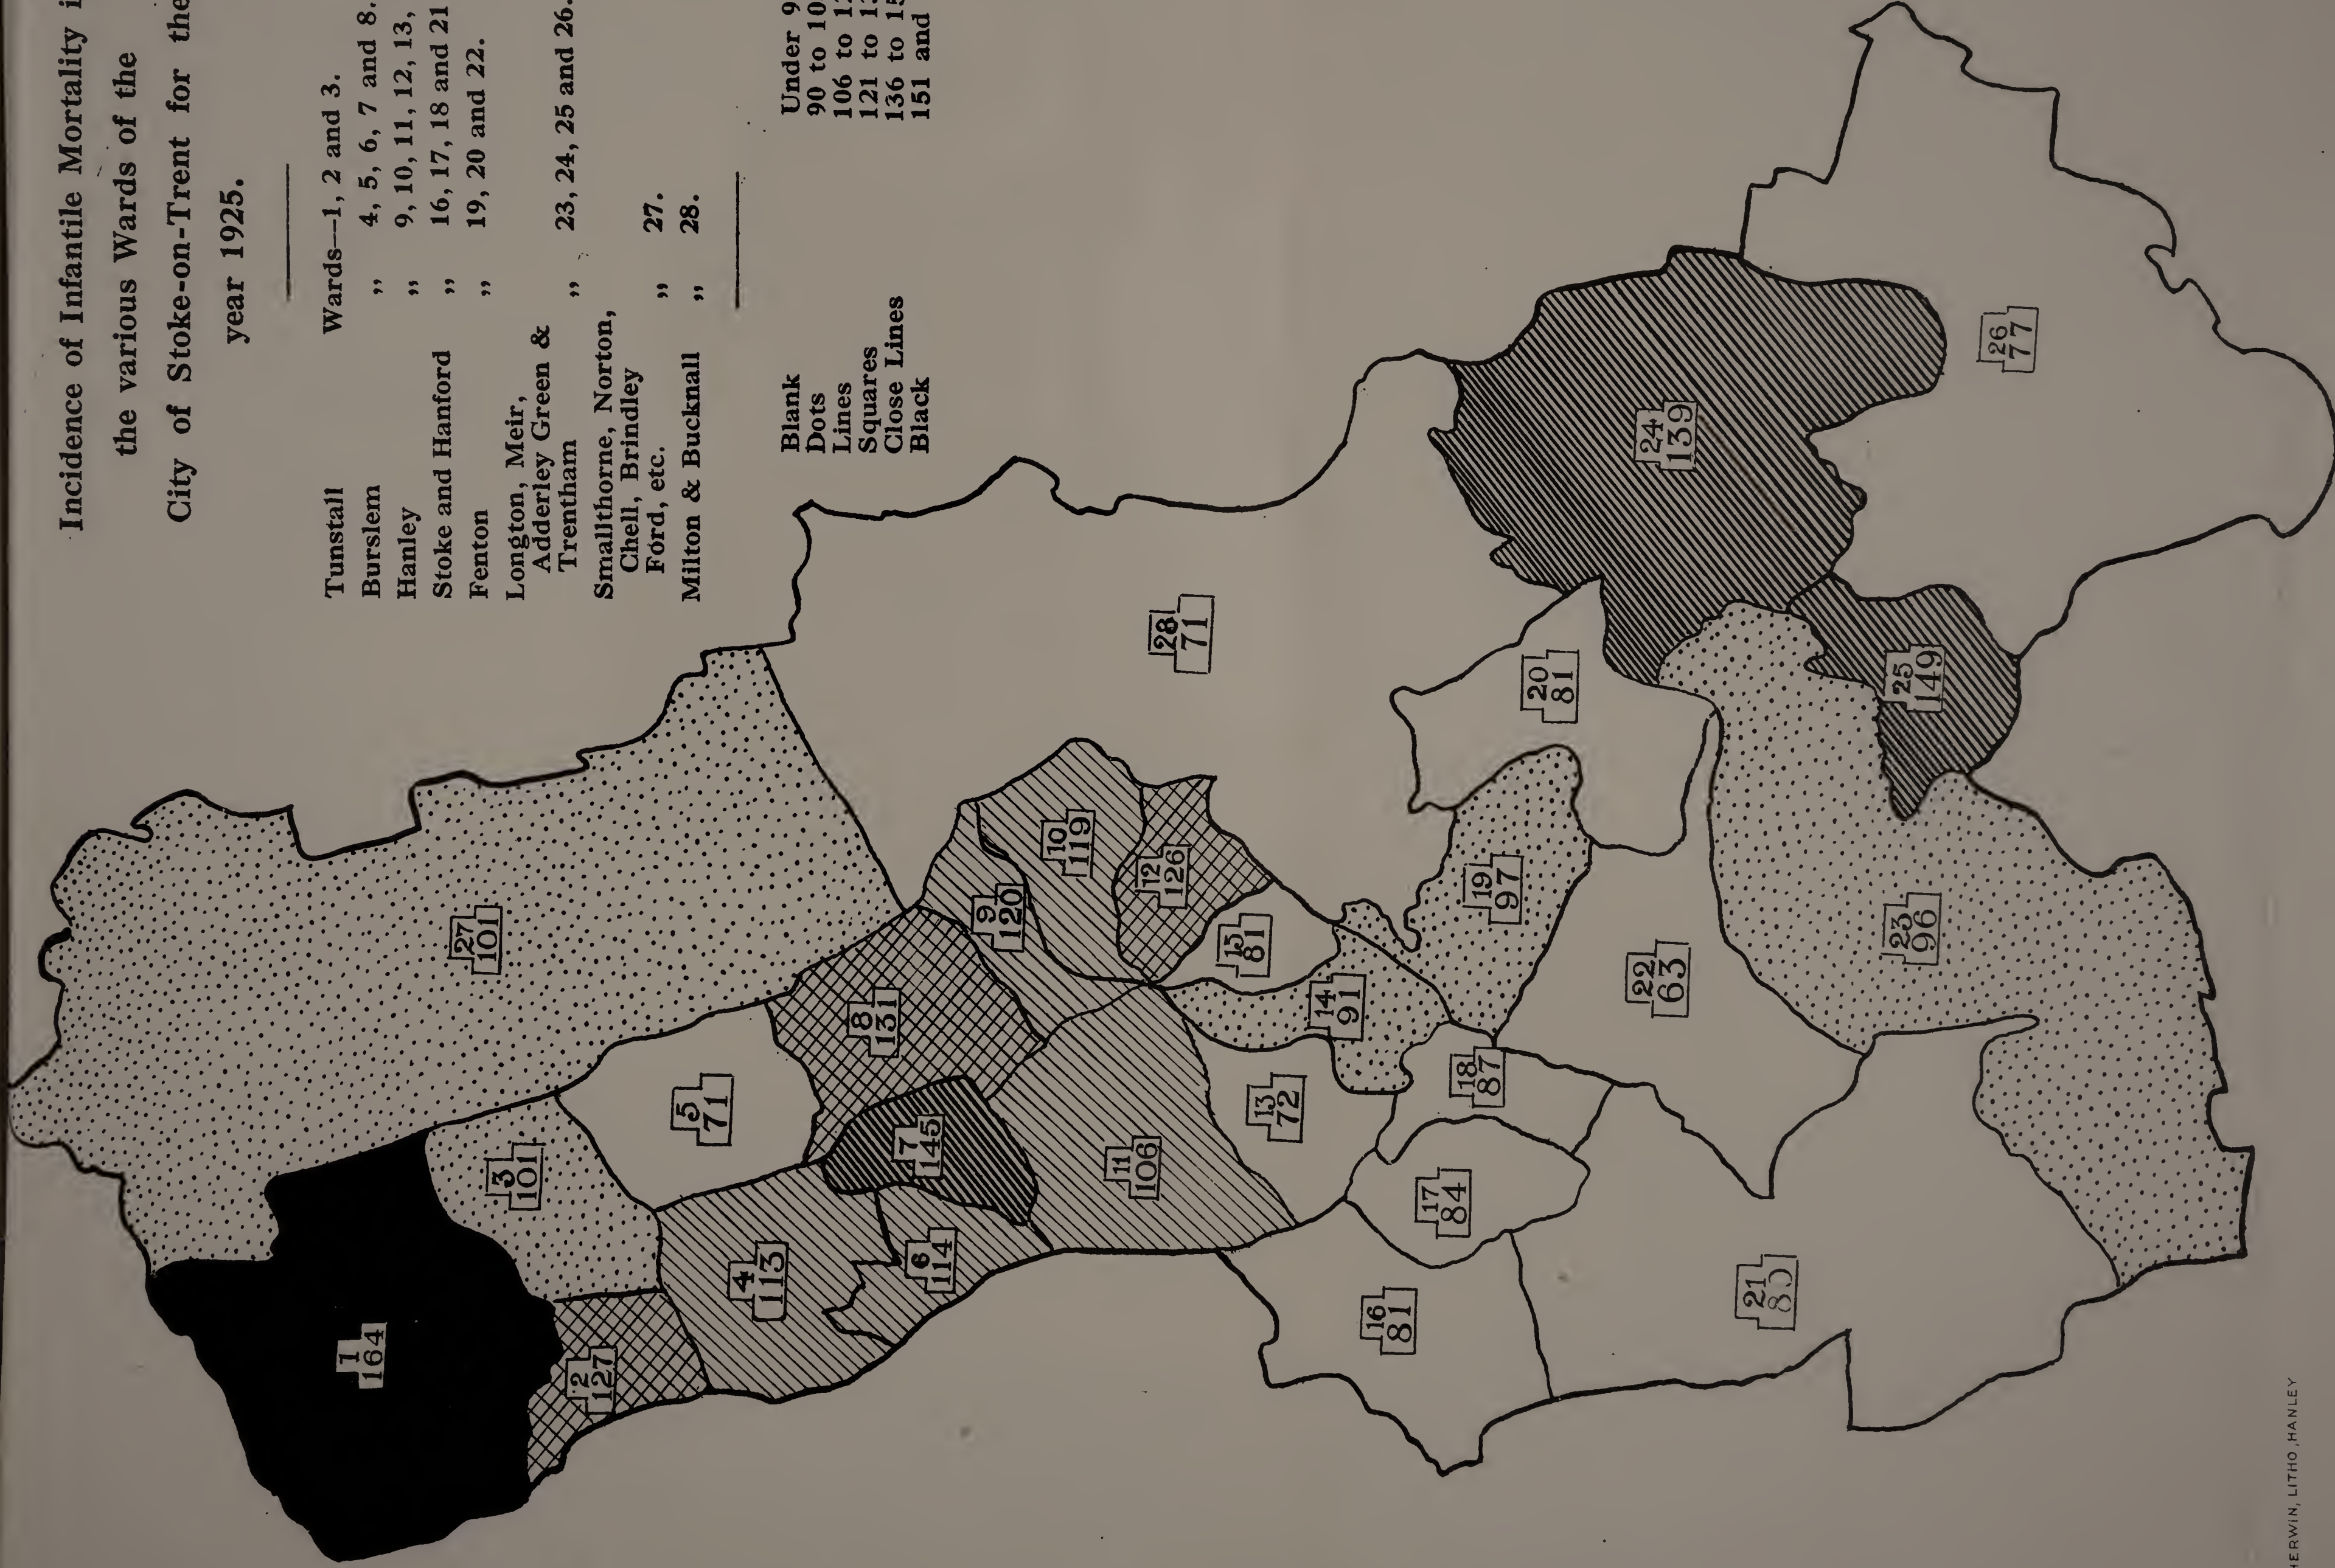 Incidence of Infantile Mortality
the various Wards of the
City of Stoke-on-Trent for the
year 1925.
Tunstall Wards—1, 2 and 3.
Burslem ,, 4, 5, 6, 7 and 8.
Hanley ,, 9, 10, 11, 12, 13,
Stoke and Hanford ,, 16, 17, 18 and 21
Fenton ,, 19, 20 and 22.
Longton, Meir,
Adderley Green &
Trentham ,, 23, 24, 25 and 26.
Smallthorne, Norton,
Chell, Brindley
Ford, etc. ,, 27.
Milton & Bucknall ,, 28.
Blank Under 9
Dots 90 to 10
Lines 106 to 1
Squares 121 to 1
Close Lines 136 to 15
Black 151 and
1
164
2
127
3
101
27
101
4
113
5
71
6
114
7
145
8
131
9
120
10
119
11
106
12
126
28
71
13
72
15
81
14
91
16
81
17
84
18
87
19
97
20
81
21
22
63
24
139
23
96
25
149
26
77
HERWIN, LITHO, HANLEY